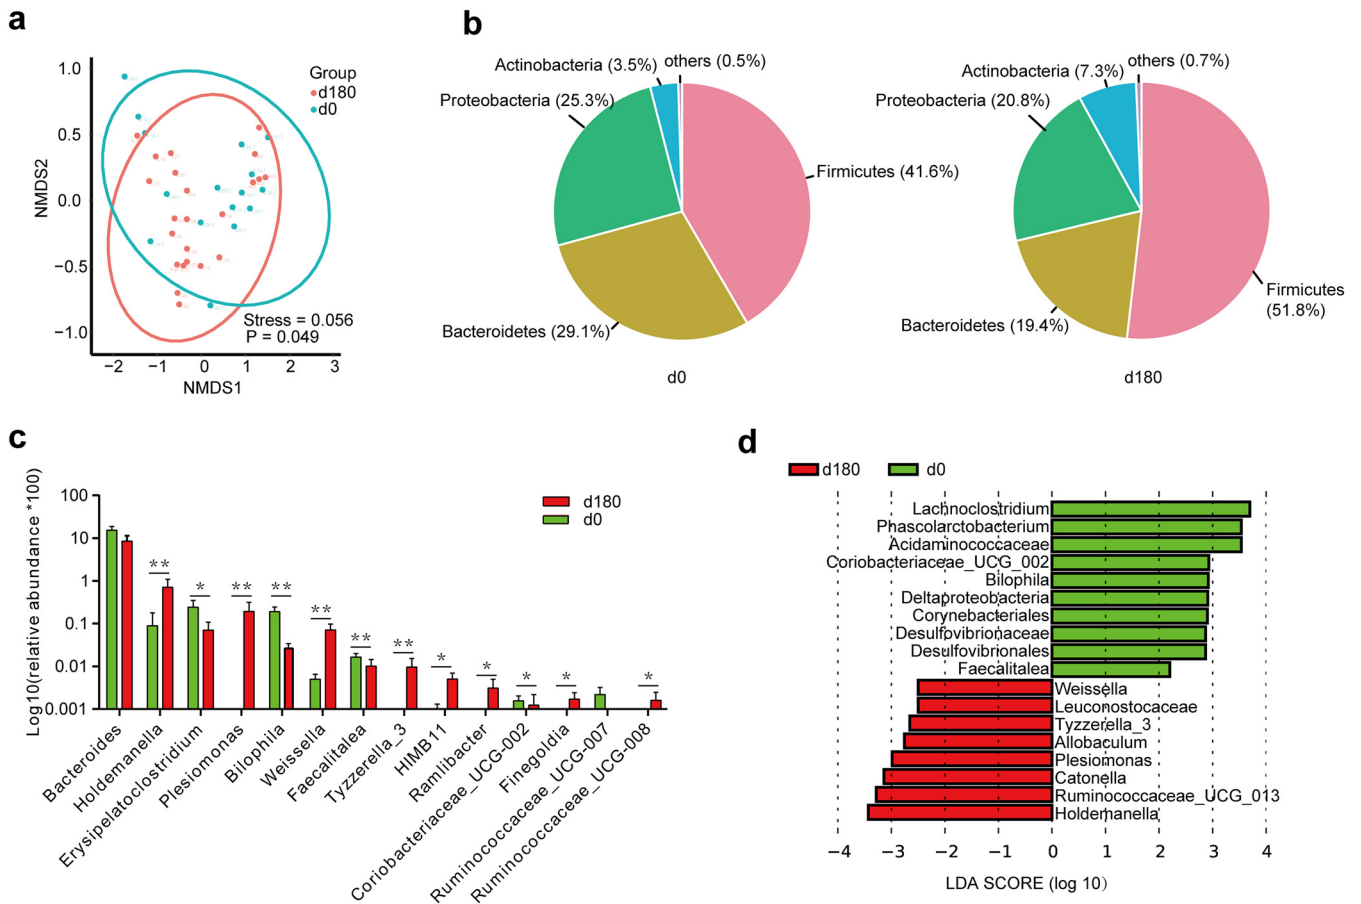 a
1.0
0.5
0.0
−0.5
−1.0
NMDS2
Group
d180
d0
Stress = 0.056
P = 0.049
−2 −1 0 1 2 3
NMDS1
b
Actinobacteria (3.5%)
others (0.5%)
Proteobacteria (25.3%)
Firmicutes (41.6%)
Bacteroidetes (29.1%)
d0
Actinobacteria (7.3%)
others (0.7%)
Proteobacteria (20.8%)
Firmicutes
(51.8%)
Bacteroidetes (19.4%)
d180
c
Log10(relative abundance *100)
100
10
1
0.1
0.01
0.001
d180
d0
** * ** ** ** ** ** * * * * *
Bacteroides
Holdemanella
Erysipelatoclostridium
Plesiomonas
Bilophila
Weissella
Faecalitalea
Tyzzerella_3
HIMB11
Ramlibacter
Coriobacteriaceae_UCG-002
Finegoldia
Ruminococcaceae_UCG-007
Ruminococcaceae_UCG-008
d
d180
d0
Lachnoclostridium
Phascolarctobacterium
Acidaminococcaceae
Coriobacteriaceae_UCG_002
Bilophila
Deltaproteobacteria
Corynebacteriales
Desulfovibrionaceae
Desulfovibrionales
Faecalitalea
Weissella
Leuconostocaceae
Tyzzerella_3
Allobaculum
Plesiomonas
Catonella
Ruminococcaceae_UCG_013
Holdemanella
−4 −3 −2 −1 0 1 2 3 4
LDA SCORE (log 10)